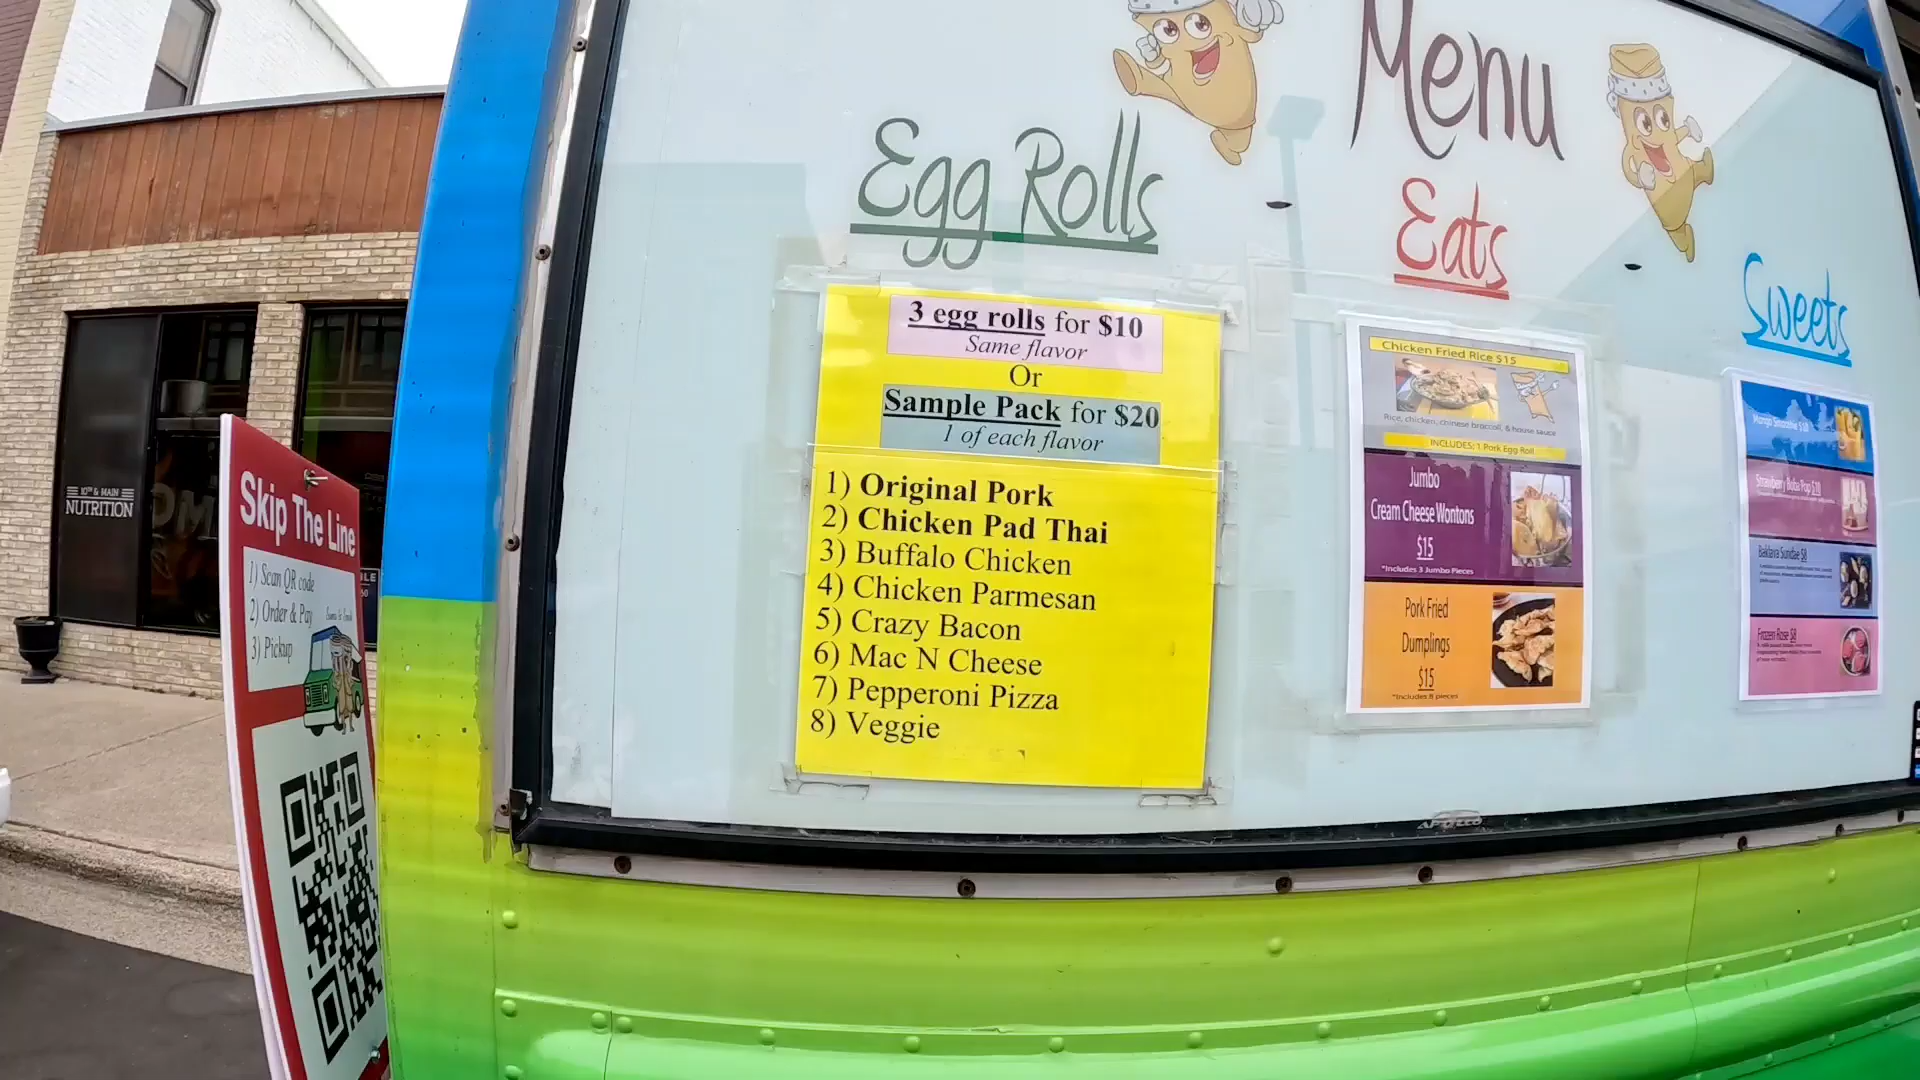 Menu
Egg Rolls
3 egg rolls for $10
Same flavor
Or
Sample Pack for $20
1 of each flavor
1) Original Pork
2) Chicken Pad Thai
3) Buffalo Chicken
4) Chicken Parmesan
5) Crazy Bacon
6) Mac N Cheese
7) Pepperoni Pizza
8) Veggie
Eats
Chicken Fried Rice $15
Rice, chicken, chinese broccoli, & house sauce
INCLUDES: 1 Pork Egg Roll
Jumbo
Cream Cheese Wontons
$15
*Includes 3 Jumbo Pieces
Pork Fried
Dumplings
$15
*Includes 8 pieces
Sweets
Mango Smoothie
Strawberry Boba Pop $10
Baklava Sundae $8
Frozen Rose $8
APOLLO
Skip The Line
1) Scan QR code
2) Order & Pay
3) Pickup
10TH & MAIN
NUTRITION